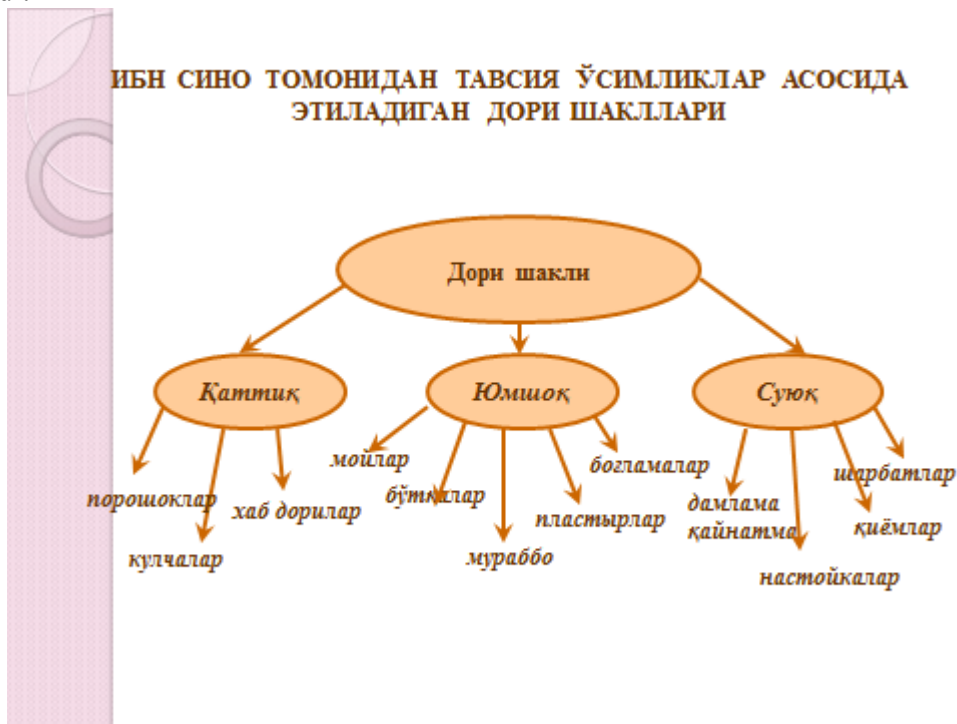 ИБН СИНО ТОМОНИДАН ТАВСИЯ ЎСИМЛИКЛАР АСОСИДА
ЭТИЛАДИГАН ДОРИ ШАКЛЛАРИ
Дори шакли
Қаттиқ
Юмшоқ
Суюқ
порошоклар
кулчалар
хаб дорилар
мойлар
бўтқалар
мураббо
пластырлар
боғламалар
дамлама
қайнатма
настойкалар
қиёмлар
шарбатлар